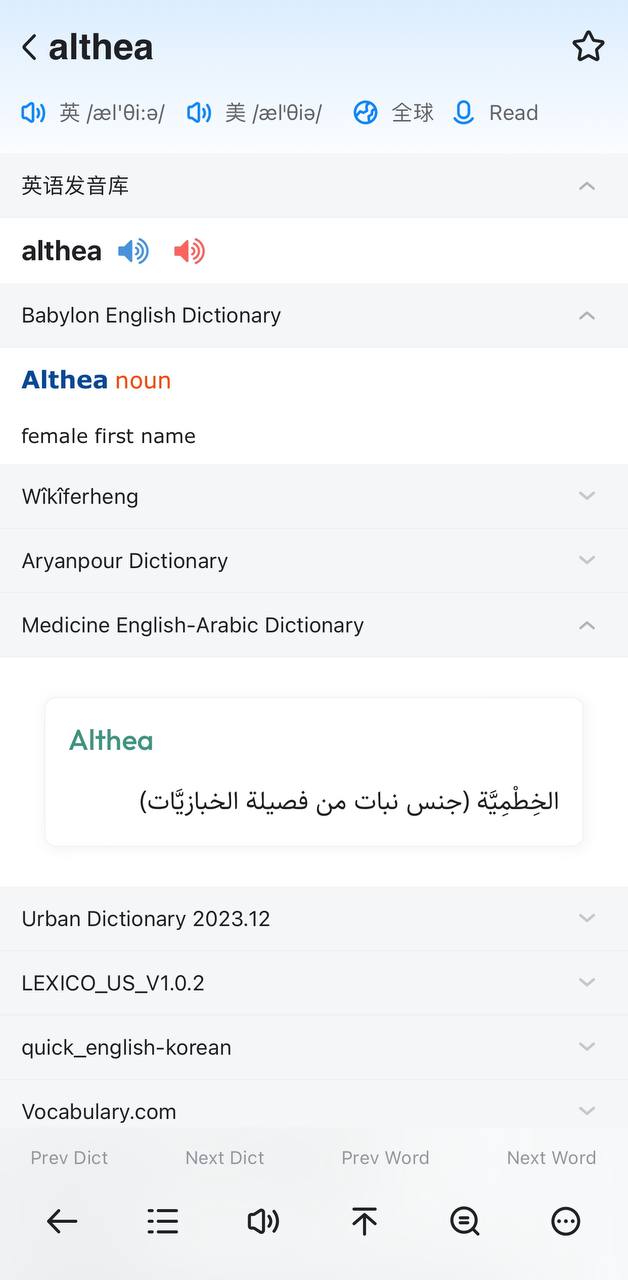 althea
英 /æl'θi:ə/ 美 /æl'θiə/ 全球 Read
英语发音库
althea
Babylon English Dictionary
Althea noun
female first name
Wîkîferheng
Aryanpour Dictionary
Medicine English-Arabic Dictionary
Althea
الخِطْمِيَّة (جنس نبات من فصيلة الخبازيَّات)
Urban Dictionary 2023.12
LEXICO_US_V1.0.2
quick_english-korean
Vocabulary.com
Prev Dict Next Dict Prev Word Next Word